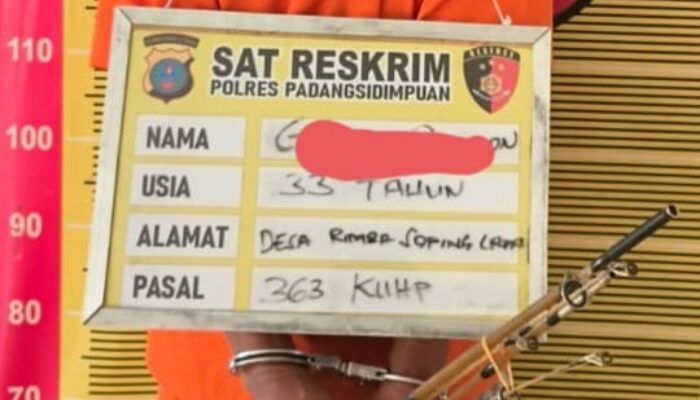 110
100
90
80
70
SAT RESKRIM
POLRES PADANGSIDIMPUAN
RESKRIM
NAMA
USIA 33 TAHUN
ALAMAT DESA RIMBA SOPING
PASAL 363 KUHP